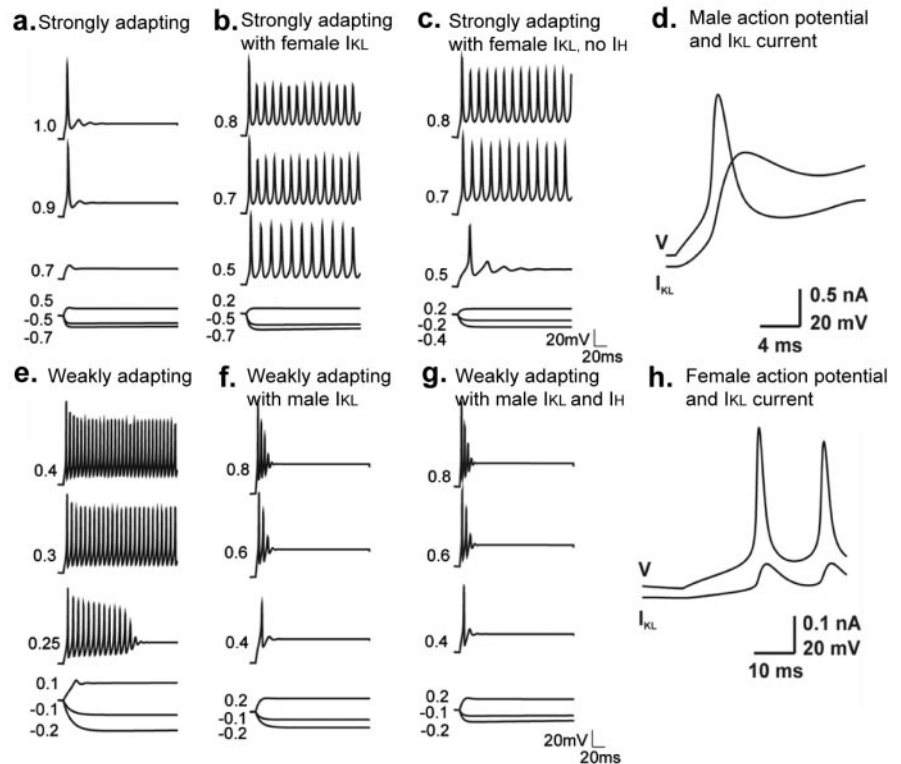 a. Strongly adapting
1.0
0.9
0.7
0.5
-0.5
-0.7
b. Strongly adapting
with female IKL
0.8
0.7
0.5
0.2
-0.5
-0.7
c. Strongly adapting
with female IKL, no IH
0.8
0.7
0.5
0.2
-0.2
-0.4
20mV
20ms
d. Male action potential
and IKL current
V
IKL
0.5 nA
20 mV
4 ms
e. Weakly adapting
0.4
0.3
0.25
0.1
-0.1
-0.2
f. Weakly adapting
with male IKL
0.8
0.6
0.4
0.2
-0.1
-0.2
g. Weakly adapting
with male IKL and IH
0.8
0.6
0.4
0.2
-0.1
-0.2
20mV
20ms
h. Female action potential
and IKL current
V
IKL
0.1 nA
20 mV
10 ms